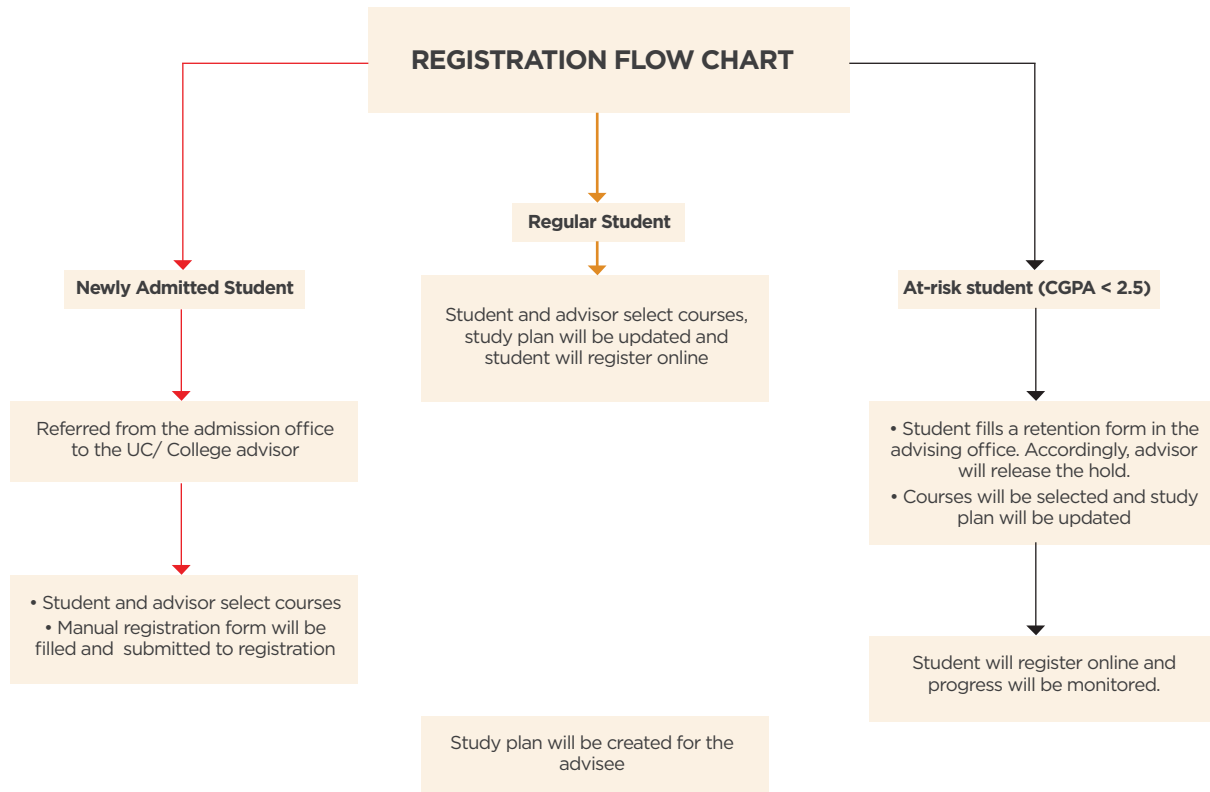 REGISTRATION FLOW CHART
Regular Student
Student and advisor select courses,
study plan will be updated and
student will register online
Newly Admitted Student
Referred from the admission office
to the UC/ College advisor
• Student and advisor select courses
• Manual registration form will be
filled and  submitted to registration
At-risk student (CGPA < 2.5)
• Student fills a retention form in the
advising office. Accordingly, advisor
will release the hold.
• Courses will be selected and study
plan will be updated
Student will register online and
progress will be monitored.
Study plan will be created for the
advisee